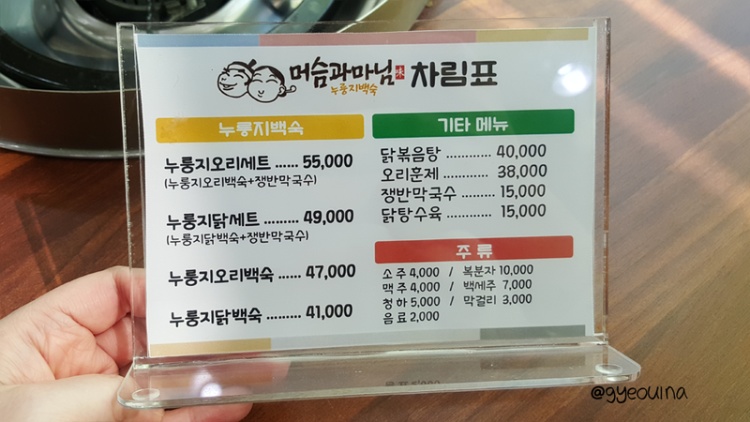 머슴과마님 味 차림표
누룽지백숙
누룽지백숙
누룽지오리세트 ...... 55,000
(누룽지오리백숙+쟁반막국수)
누룽지닭세트 ......... 49,000
(누룽지닭백숙+쟁반막국수)
누룽지오리백숙 ...... 47,000
누룽지닭백숙 ......... 41,000
기타 메뉴
닭볶음탕 ............ 40,000
오리훈제 ............ 38,000
쟁반막국수 ......... 15,000
닭탕수육 ............ 15,000
주 류
소 주 4,000 / 복분자 10,000
맥 주 4,000 / 백세주 7,000
청 하 5,000 / 막걸리 3,000
음 료 2,000
@gyeouina